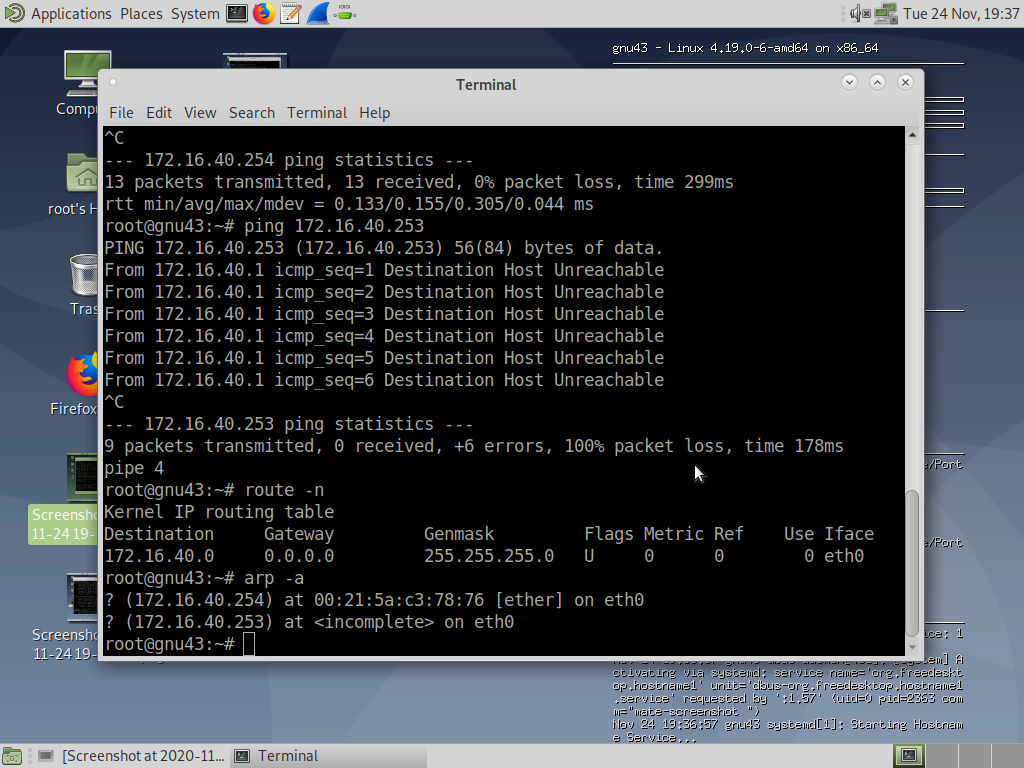 Applications Places System
Tue 24 Nov, 19:37
gnu43 - Linux 4.19.0-6-amd64 on x86_64
Terminal
File Edit View Search Terminal Help
^C
--- 172.16.40.254 ping statistics ---
13 packets transmitted, 13 received, 0% packet loss, time 299ms
rtt min/avg/max/mdev = 0.133/0.155/0.305/0.044 ms
root@gnu43:~# ping 172.16.40.253
PING 172.16.40.253 (172.16.40.253) 56(84) bytes of data.
From 172.16.40.1 icmp_seq=1 Destination Host Unreachable
From 172.16.40.1 icmp_seq=2 Destination Host Unreachable
From 172.16.40.1 icmp_seq=3 Destination Host Unreachable
From 172.16.40.1 icmp_seq=4 Destination Host Unreachable
From 172.16.40.1 icmp_seq=5 Destination Host Unreachable
From 172.16.40.1 icmp_seq=6 Destination Host Unreachable
^C
--- 172.16.40.253 ping statistics ---
9 packets transmitted, 0 received, +6 errors, 100% packet loss, time 178ms
pipe 4
root@gnu43:~# route -n
Kernel IP routing table
Destination Gateway Genmask Flags Metric Ref Use Iface
172.16.40.0 0.0.0.0 255.255.255.0 U 0 0 0 eth0
root@gnu43:~# arp -a
? (172.16.40.254) at 00:21:5a:c3:78:76 [ether] on eth0
? (172.16.40.253) at <incomplete> on eth0
root@gnu43:~#
Compu
root's H
Tras
Firefox
Screensho
11-24 19-
Screensho
11-24 19-
e/Port
e/Port
ice: 1
ctivating via systemd: service name='org.freedeskt
op.hostname1' unit='dbus-org.freedesktop.hostname1
.service' requested by ':1.57' (uid=0 pid=2363 com
m="mate-screenshot ")
Nov 24 19:36:57 gnu43 systemd[1]: Starting Hostnam
e Service...
[Screenshot at 2020-11...
Terminal